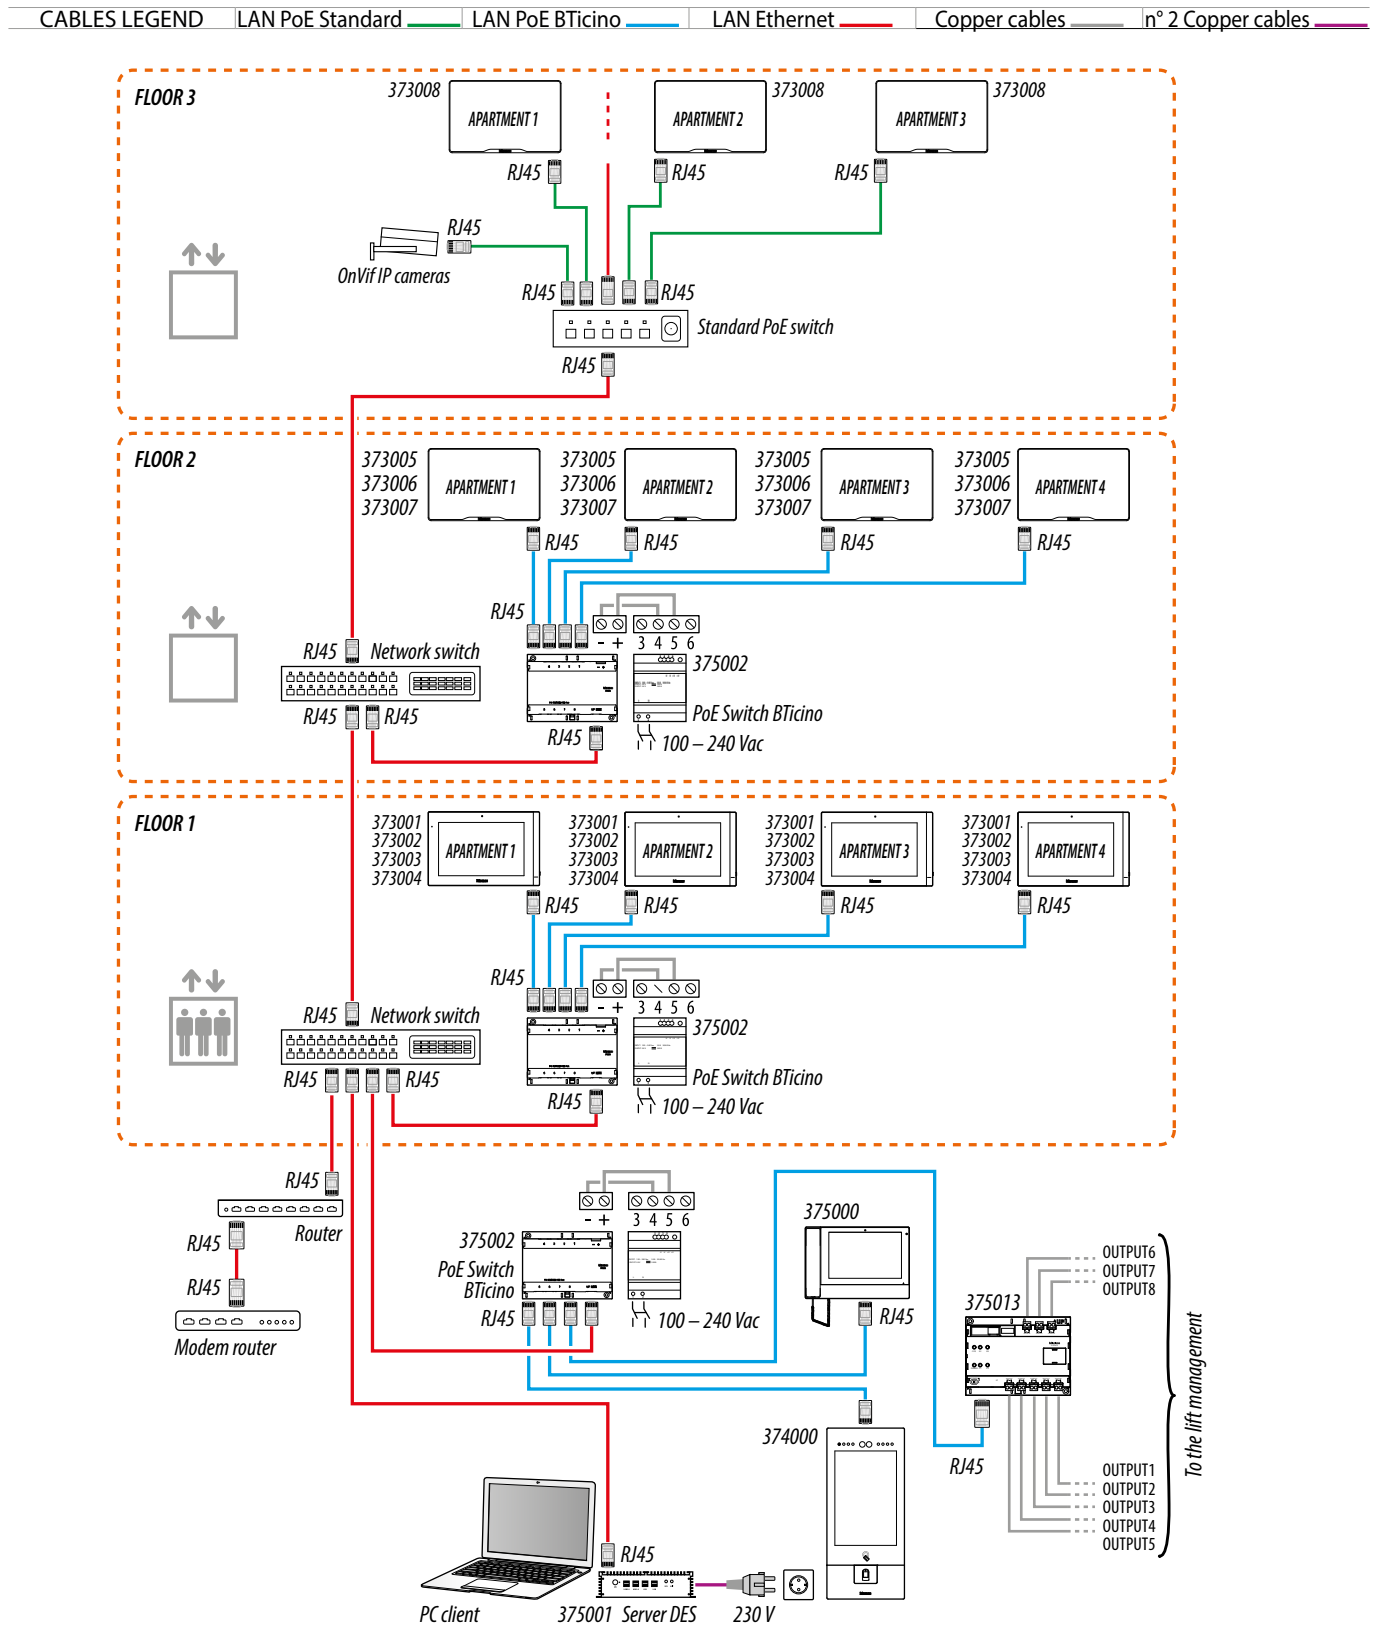 CABLES LEGEND LAN PoE Standard LAN PoE BTicino LAN Ethernet Copper cables n° 2 Copper cables
FLOOR 3
373008 APARTMENT 1 373008 APARTMENT 2 373008 APARTMENT 3
RJ45 RJ45 RJ45
RJ45
OnVif IP cameras
RJ45 RJ45
Standard PoE switch
RJ45
FLOOR 2
373005 373005 373005 373005
373006 373006 373006 373006
373007 373007 373007 373007
APARTMENT 1 APARTMENT 2 APARTMENT 3 APARTMENT 4
RJ45 RJ45 RJ45 RJ45
RJ45
- + 3 4 5 6
RJ45 Network switch
375002
RJ45 RJ45
PoE Switch BTicino
RJ45 100 – 240 Vac
FLOOR 1
373001 373001 373001 373001
373002 373002 373002 373002
373003 373003 373003 373003
373004 373004 373004 373004
APARTMENT 1 APARTMENT 2 APARTMENT 3 APARTMENT 4
RJ45 RJ45 RJ45 RJ45
RJ45
- + 3 4 5 6
RJ45 Network switch
375002
RJ45 RJ45
PoE Switch BTicino
RJ45 100 – 240 Vac
RJ45
Router
RJ45
RJ45
Modem router
- + 3 4 5 6
375002
PoE Switch
BTicino
RJ45 100 – 240 Vac
375000
RJ45
375013
OUTPUT6
OUTPUT7
OUTPUT8
To the lift management
RJ45
OUTPUT1
OUTPUT2
OUTPUT3
OUTPUT4
OUTPUT5
374000
RJ45
PC client
375001 Server DES
230 V